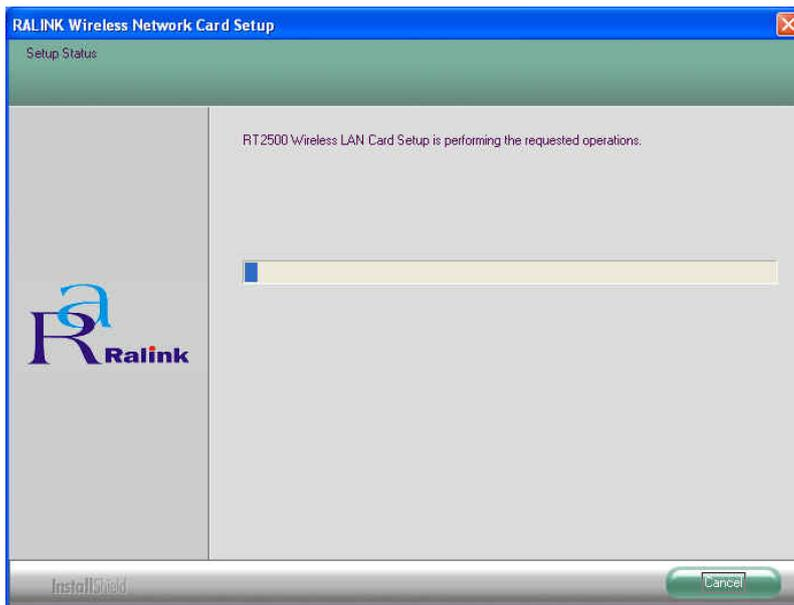 RALINK Wireless Network Card Setup
Setup Status
RT2500 Wireless LAN Card Setup is performing the requested operations.
Ra
Ralink
InstallShield
Cancel